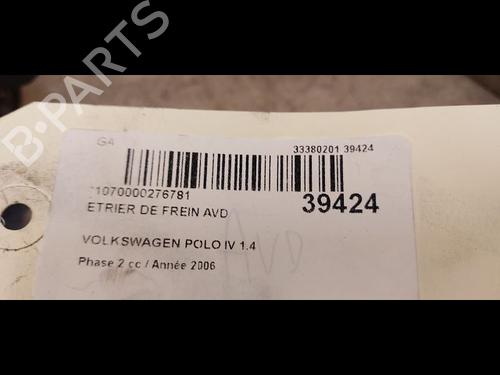 B-PARTS
G4
33380201 39424
*1070000276781
39424
ETRIER DE FREIN AVD
VOLKSWAGEN POLO IV 1.4
Phase 2 cc / Année 2006
AVD